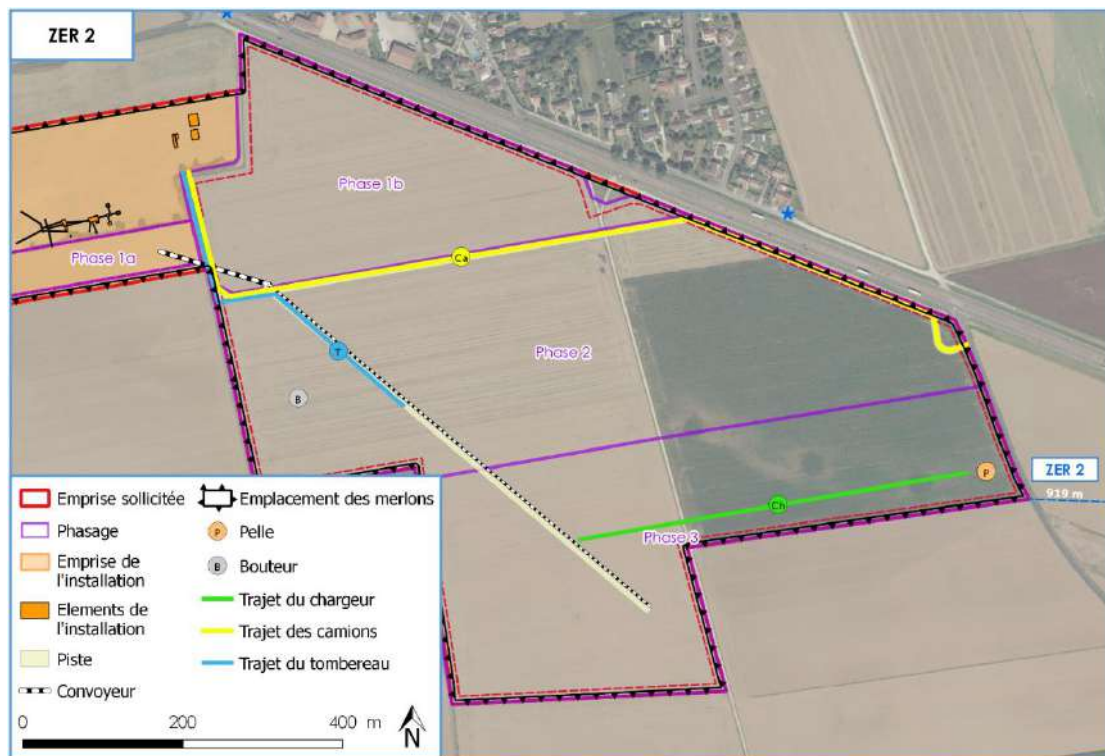 ZER 2
Phase 1b
Phase 1a
Ca
T
Phase 2
B
P
ZER 2
919 m
Ch
Phase 3
Emprise sollicitée
Phasage
Emprise de
l'installation
Elements de
l'installation
Piste
Convoyeur
Emplacement des merlons
P Pelle
B Bouteur
Trajet du chargeur
Trajet des camions
Trajet du tombereau
0 200 400 m
N